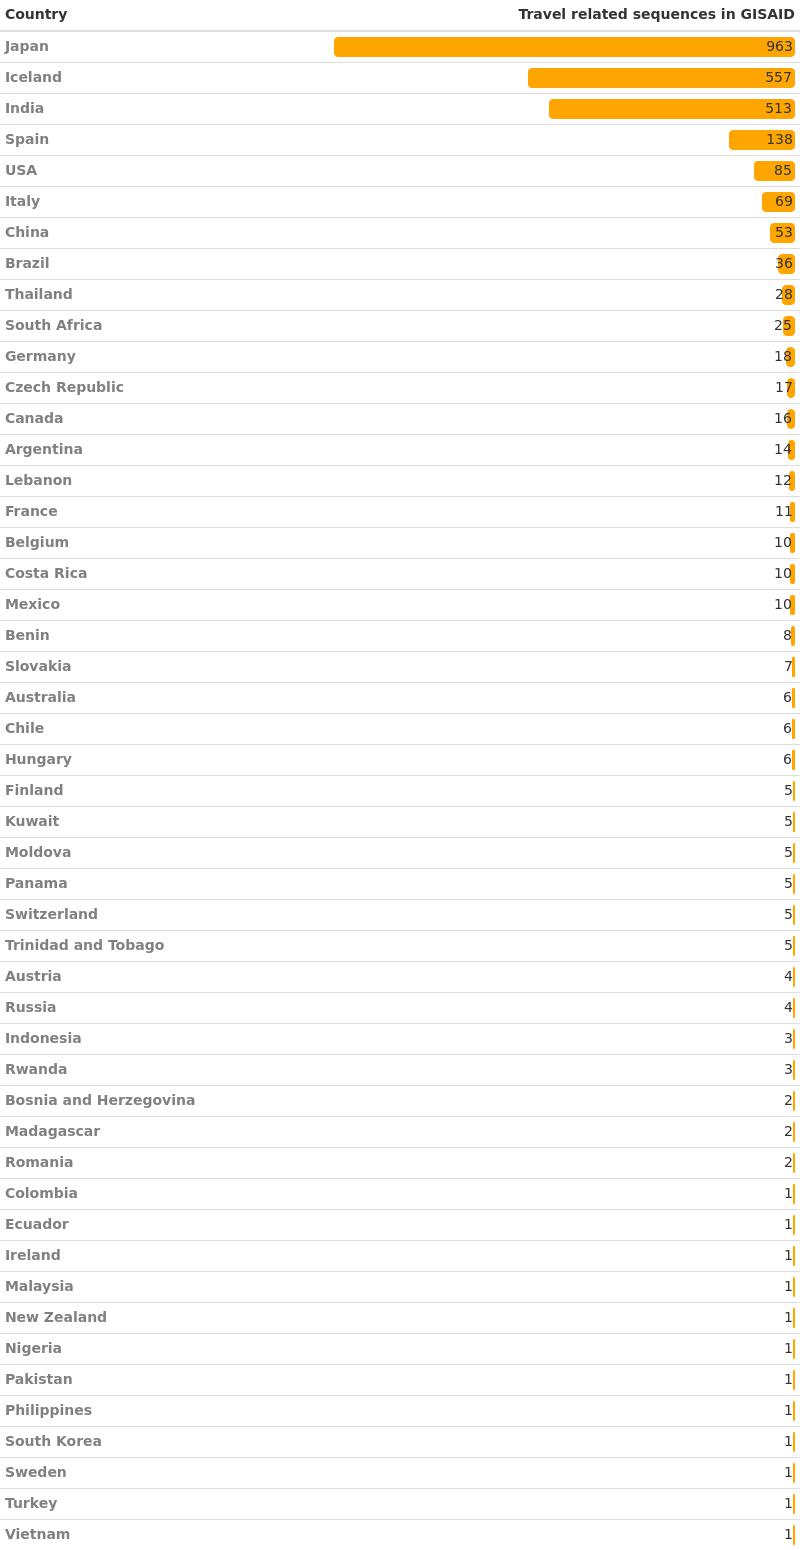 Country Travel related sequences in GISAID
Japan 963
Iceland 557
India 513
Spain 138
USA 85
Italy 69
China 53
Brazil 36
Thailand 28
South Africa 25
Germany 18
Czech Republic 17
Canada 16
Argentina 14
Lebanon 12
France 11
Belgium 10
Costa Rica 10
Mexico 10
Benin 8
Slovakia 7
Australia 6
Chile 6
Hungary 6
Finland 5
Kuwait 5
Moldova 5
Panama 5
Switzerland 5
Trinidad and Tobago 5
Austria 4
Russia 4
Indonesia 3
Rwanda 3
Bosnia and Herzegovina 2
Madagascar 2
Romania 2
Colombia 1
Ecuador 1
Ireland 1
Malaysia 1
New Zealand 1
Nigeria 1
Pakistan 1
Philippines 1
South Korea 1
Sweden 1
Turkey 1
Vietnam 1